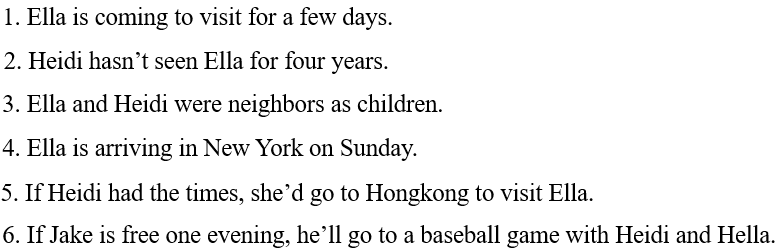 1. Ella is coming to visit for a few days.
2. Heidi hasn’t seen Ella for four years.
3. Ella and Heidi were neighbors as children.
4. Ella is arriving in New York on Sunday.
5. If Heidi had the times, she’d go to Hongkong to visit Ella.
6. If Jake is free one evening, he’ll go to a baseball game with Heidi and Hella.